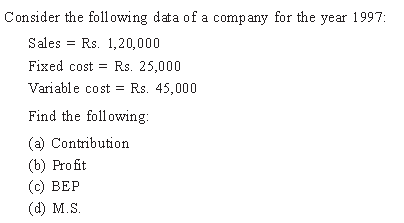 Consider the following data of a company for the year 1997:
Sales = Rs. 1,20,000
Fixed cost = Rs. 25,000
Variable cost = Rs. 45,000
Find the following:
(a) Contribution
(b) Profit
(c) BEP
(d) M.S.